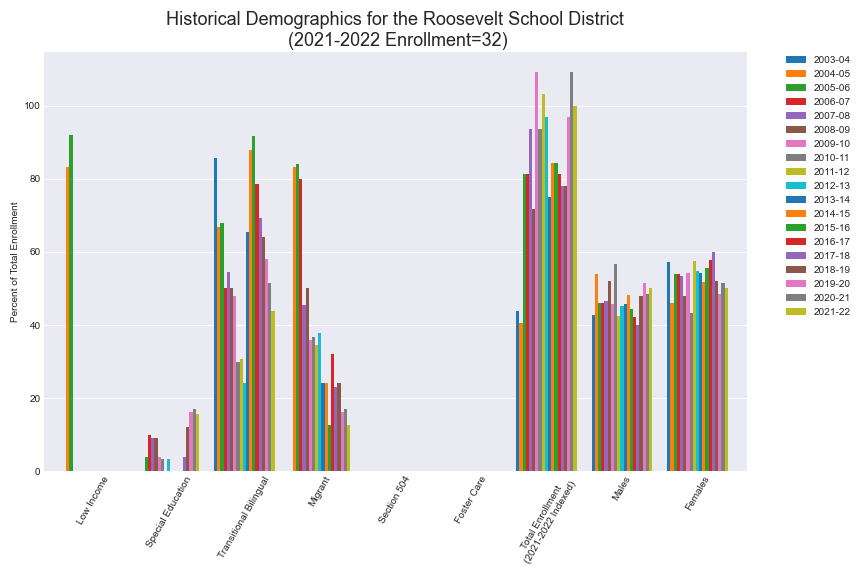 Historical Demographics for the Roosevelt School District
(2021-2022 Enrollment=32)
Percent of Total Enrollment
100
80
60
40
20
0
Low Income
Special Education
Transitional Bilingual
Migrant
Section 504
Foster Care
Total Enrollment
(2021-2022 Indexed)
Males
Females
2003-04
2004-05
2005-06
2006-07
2007-08
2008-09
2009-10
2010-11
2011-12
2012-13
2013-14
2014-15
2015-16
2016-17
2017-18
2018-19
2019-20
2020-21
2021-22